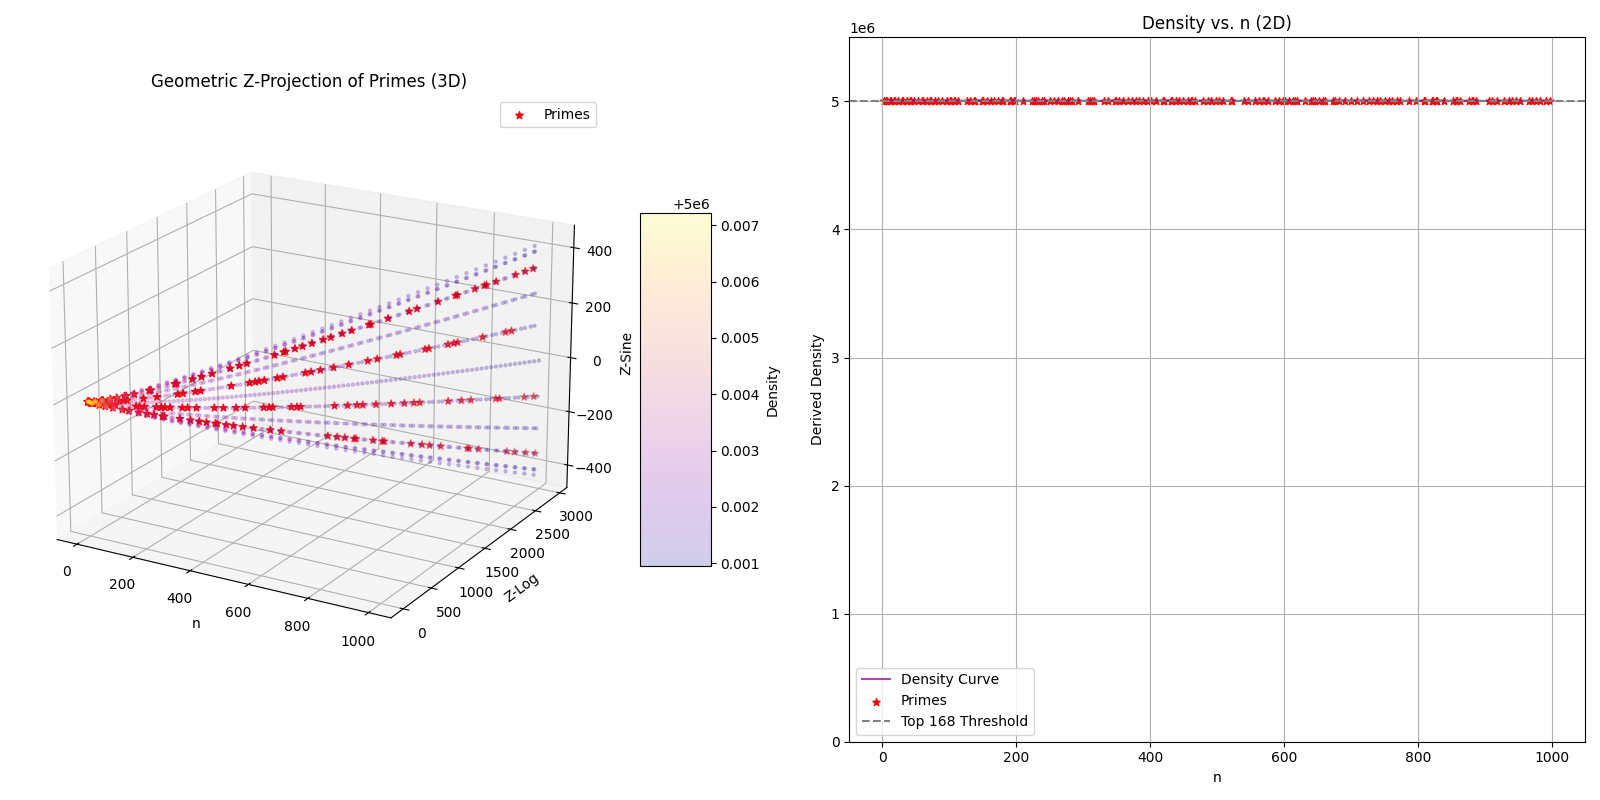 Geometric Z-Projection of Primes (3D)
Primes
400
200
0
−200
−400
Z-Sine
3000
2500
2000
1500
1000
500
0
Z-Log
0
200
400
600
800
1000
n
+5e6
0.007
0.006
0.005
0.004
0.003
0.002
0.001
Density
Density vs. n (2D)
1e6
5
4
3
2
1
0
Derived Density
Density Curve
Primes
Top 168 Threshold
0
200
400
600
800
1000
n